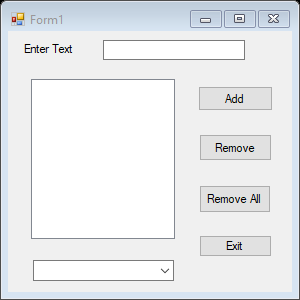 Form1
Enter Text
Add
Remove
Remove All
Exit